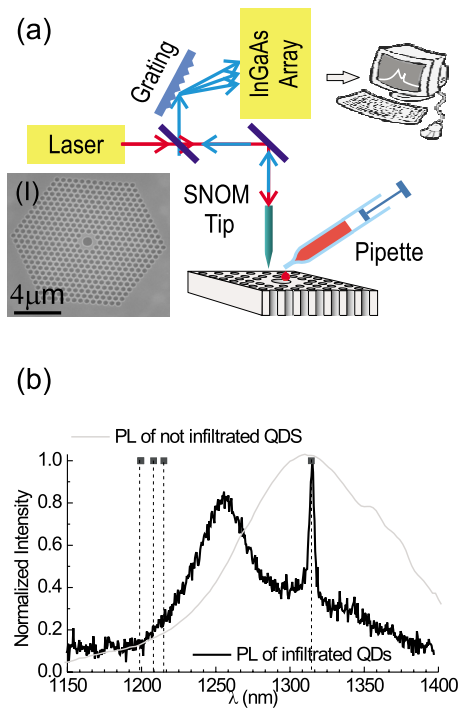 (a)
Grating
InGaAs
Array
Laser
(I)
4μm
SNOM
Tip
Pipette
(b)
PL of not infiltrated QDS
Normalized Intensity
1.0
0.8
0.6
0.4
0.2
0.0
PL of infiltrated QDs
1150 1200 1250 1300 1350 1400
λ (nm)